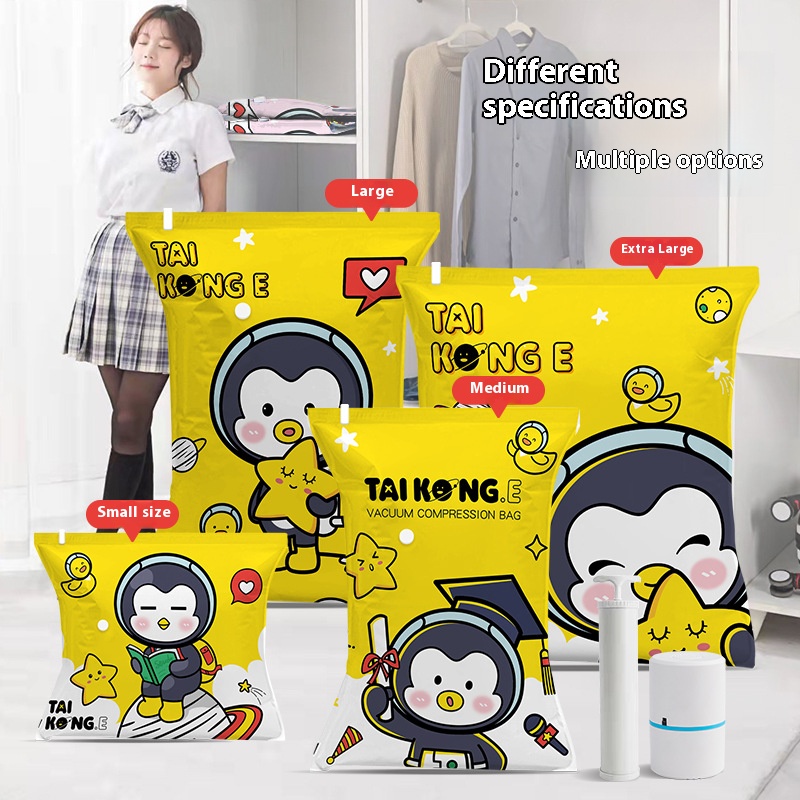 Different
specifications
Multiple options
Large
TAI
KONG E
Extra Large
TAI
KONG E
Medium
TAI KONG.E
VACUUM COMPRESSION BAG
Small size
TAI
KONG.E